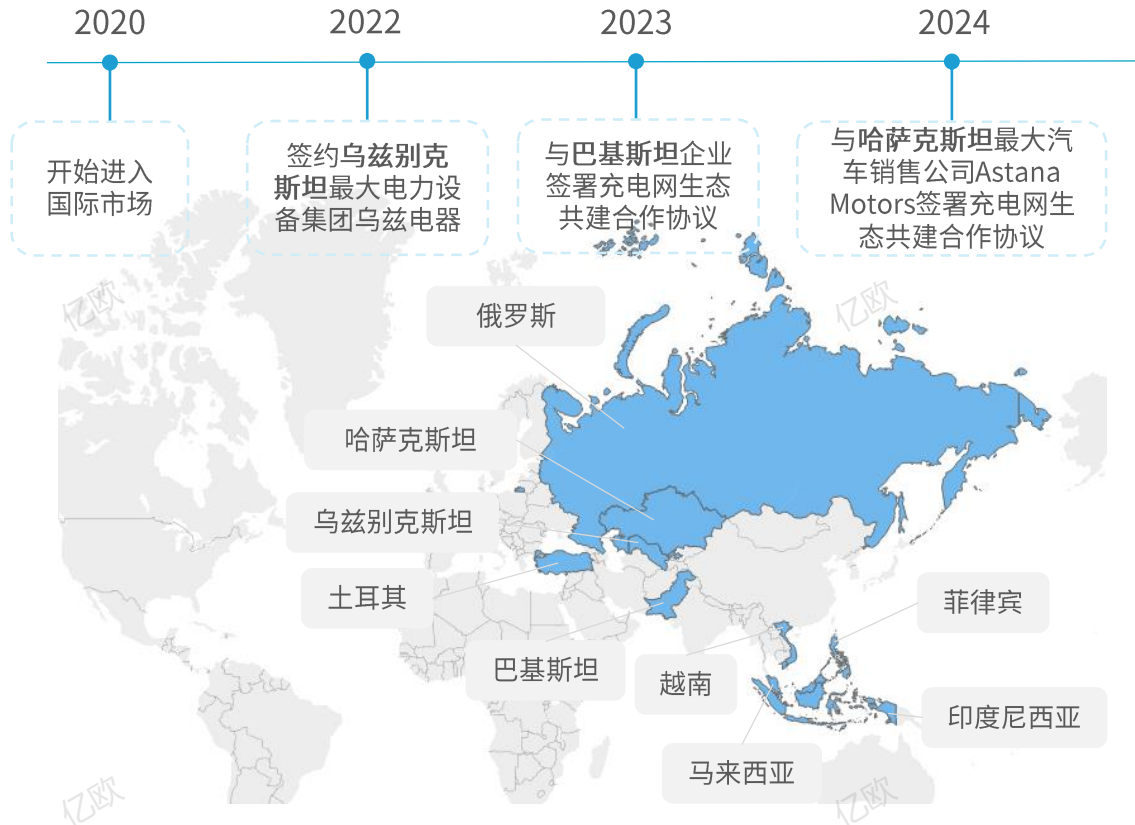 2020
2022
2023
2024
开始进入
国际市场
签约乌兹别克
斯坦最大电力设
备集团乌兹电器
与巴基斯坦企业
签署充电网生态
共建合作协议
与哈萨克斯坦最大汽
车销售公司Astana
Motors签署充电网生
态共建合作协议
亿欧
亿欧
俄罗斯
哈萨克斯坦
乌兹别克斯坦
土耳其
菲律宾
巴基斯坦
越南
印度尼西亚
马来西亚
亿欧
亿欧